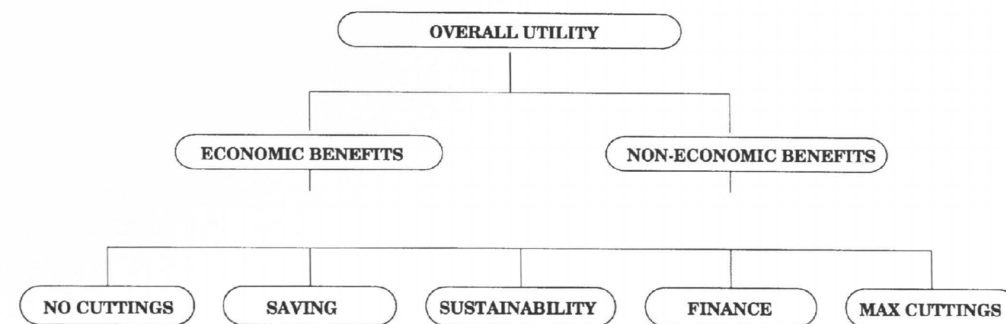 OVERALL UTILITY
ECONOMIC BENEFITS
NON-ECONOMIC BENEFITS
NO CUTTINGS
SAVING
SUSTAINABILITY
FINANCE
MAX CUTTINGS